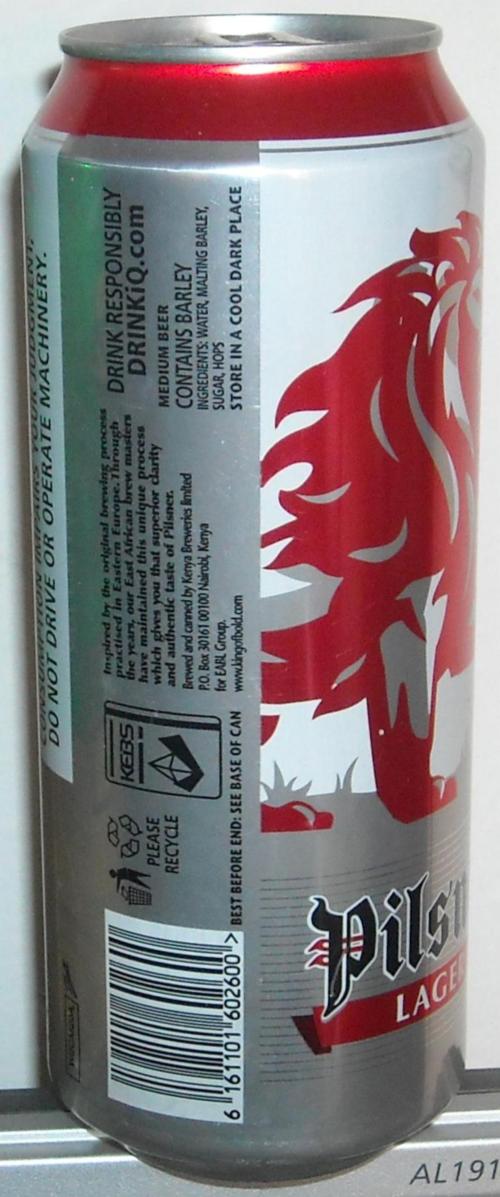 CONSUMPTION IMPAIRS YOUR JUDGMENT.
DO NOT DRIVE OR OPERATE MACHINERY.
DRINK RESPONSIBLY
DRINKiQ.com
MEDIUM BEER
CONTAINS BARLEY
INGREDIENTS: WATER, MALTING BARLEY,
SUGAR, HOPS
STORE IN A COOL DARK PLACE
Inspired by the original brewing process
practised in Eastern Europe. Through
the years, our East African brew masters
have maintained this unique process
which gives you that superior clarity
and authentic taste of Pilsner.
Brewed and canned by Kenya Breweries limited
P.O. Box 30161 00100 Nairobi, Kenya
for EABL Group.
www.kingofbold.com
KEBS
PLEASE
RECYCLE
BEST BEFORE END: SEE BASE OF CAN
6 161101 602600 >
Pilsn
LAGE
AL191